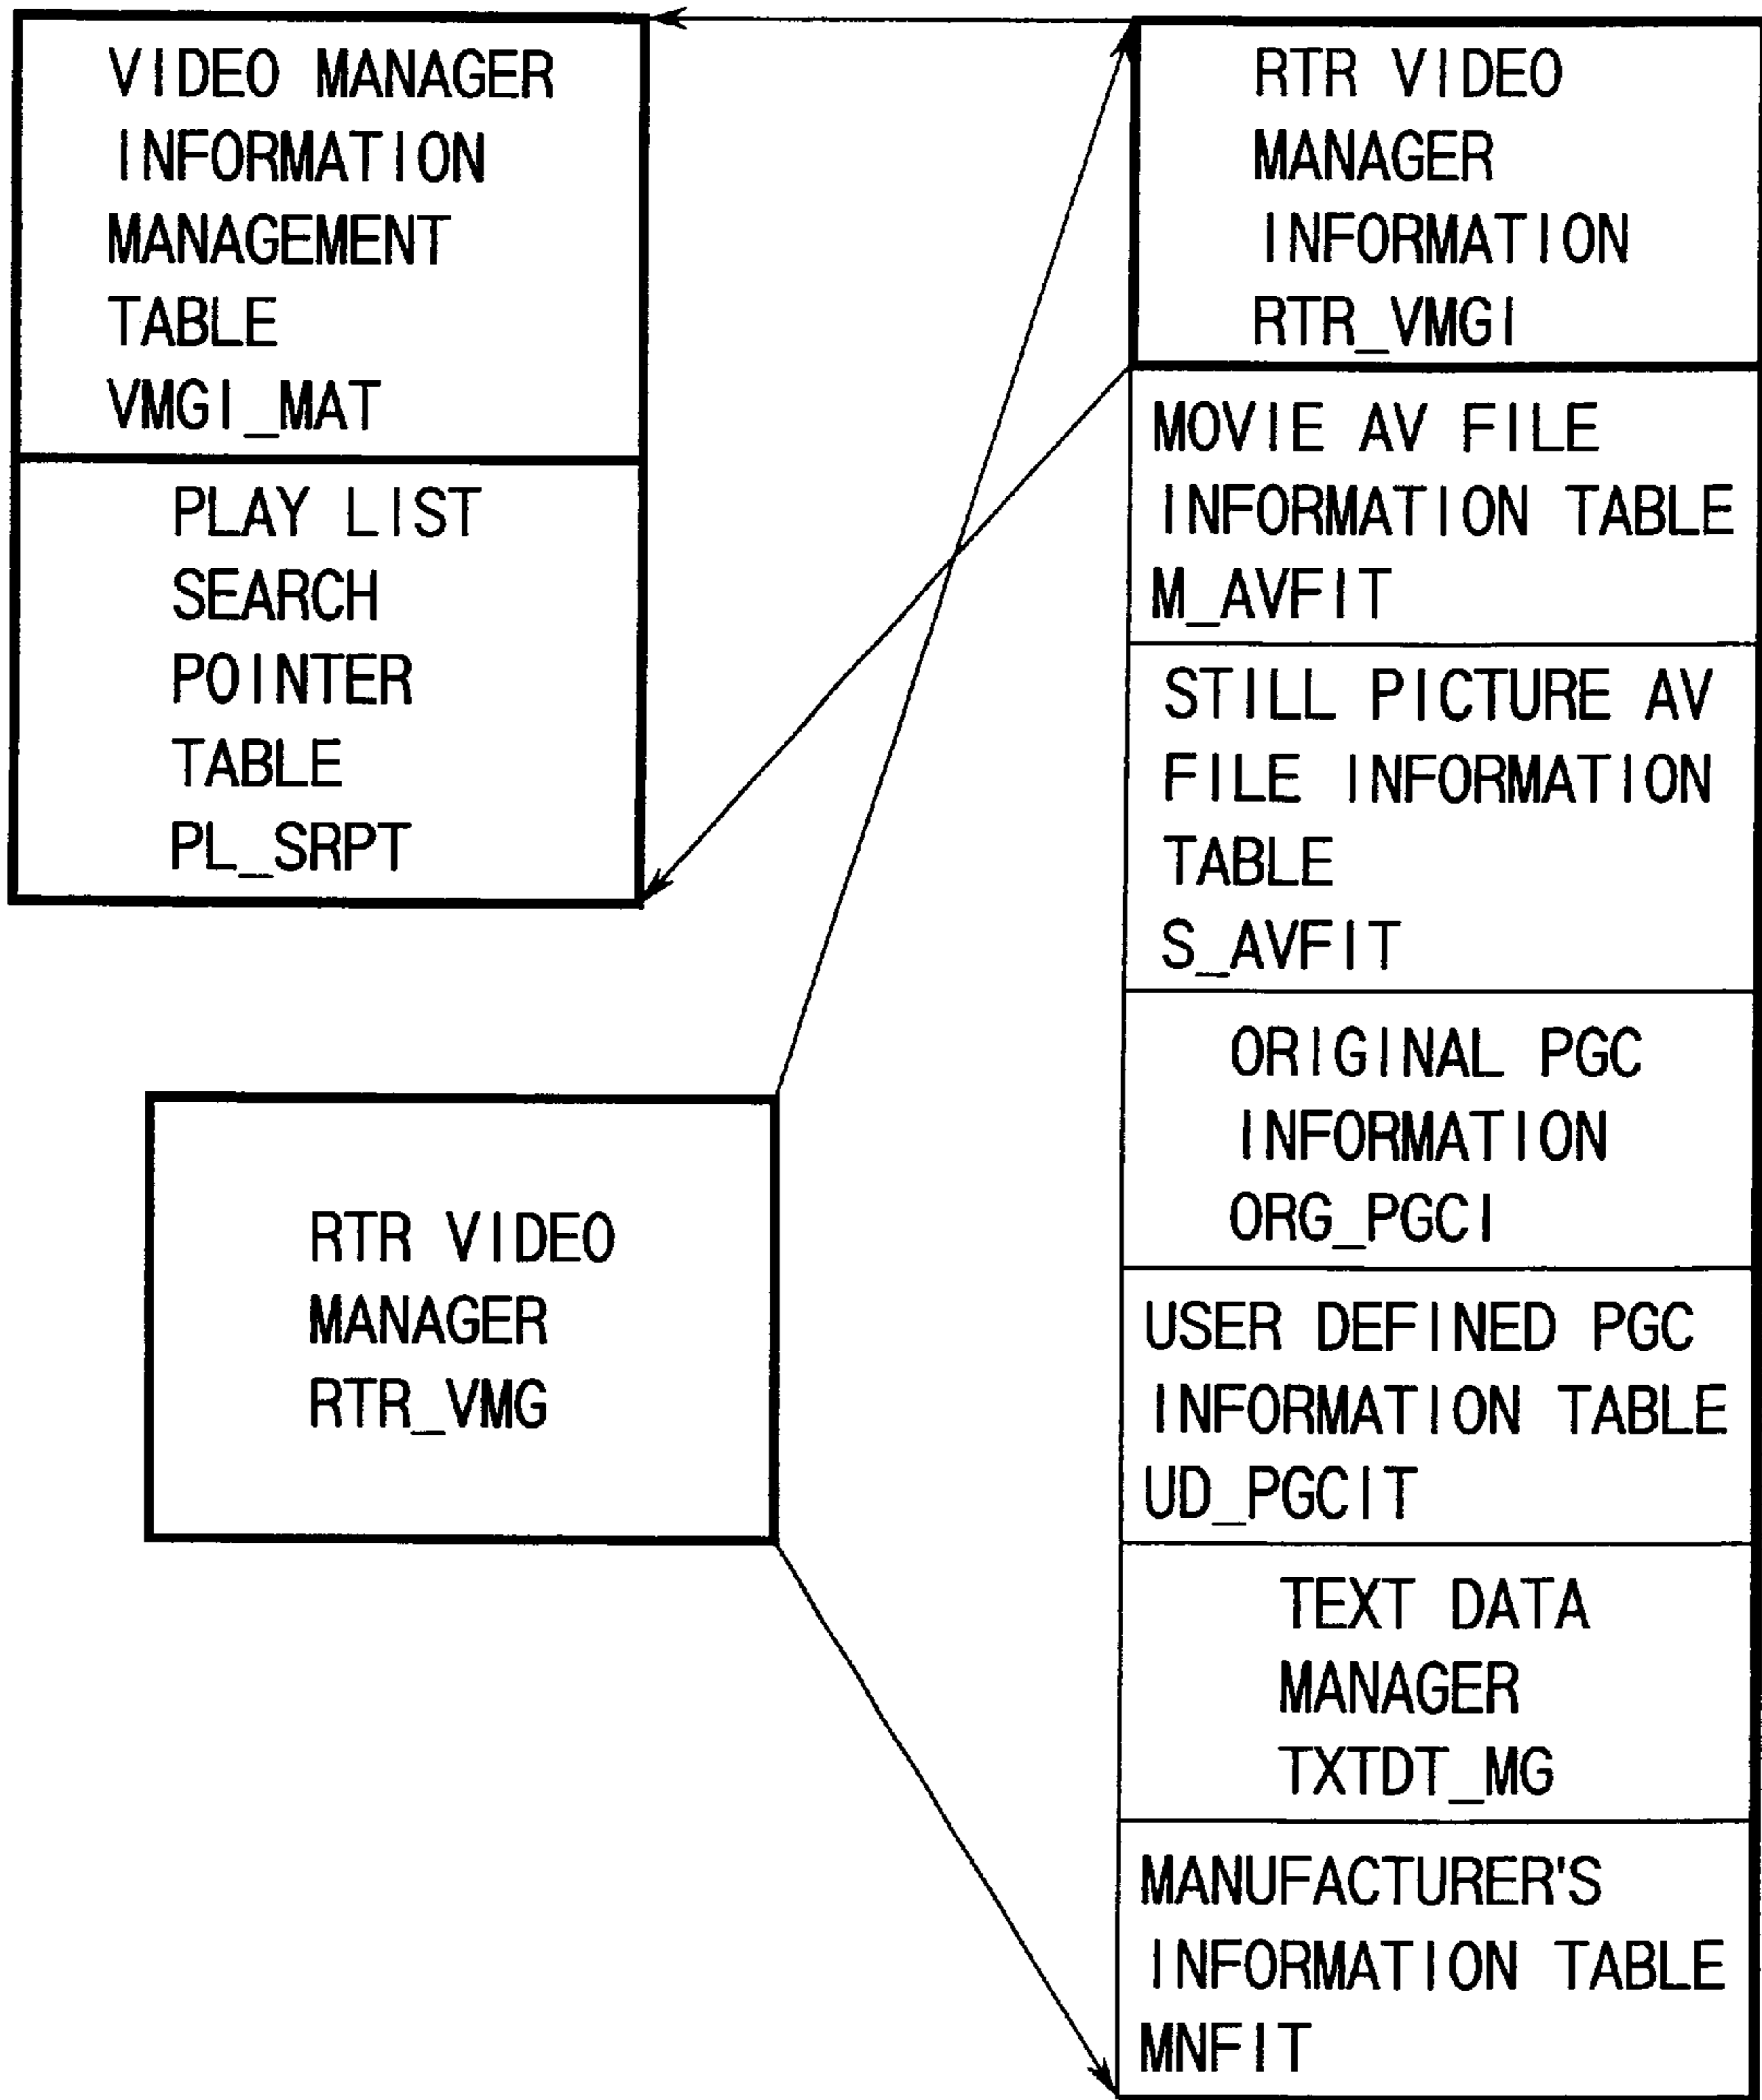 VIDEO MANAGER
INFORMATION
MANAGEMENT
TABLE
VMGI_MAT
PLAY LIST
SEARCH
POINTER
TABLE
PL_SRPT
RTR VIDEO
MANAGER
RTR_VMG
RTR VIDEO
MANAGER
INFORMATION
RTR_VMGI
MOVIE AV FILE
INFORMATION TABLE
M_AVFIT
STILL PICTURE AV
FILE INFORMATION
TABLE
S_AVFIT
ORIGINAL PGC
INFORMATION
ORG_PGCI
USER DEFINED PGC
INFORMATION TABLE
UD_PGCIT
TEXT DATA
MANAGER
TXTDT_MG
MANUFACTURER'S
INFORMATION TABLE
MNFIT